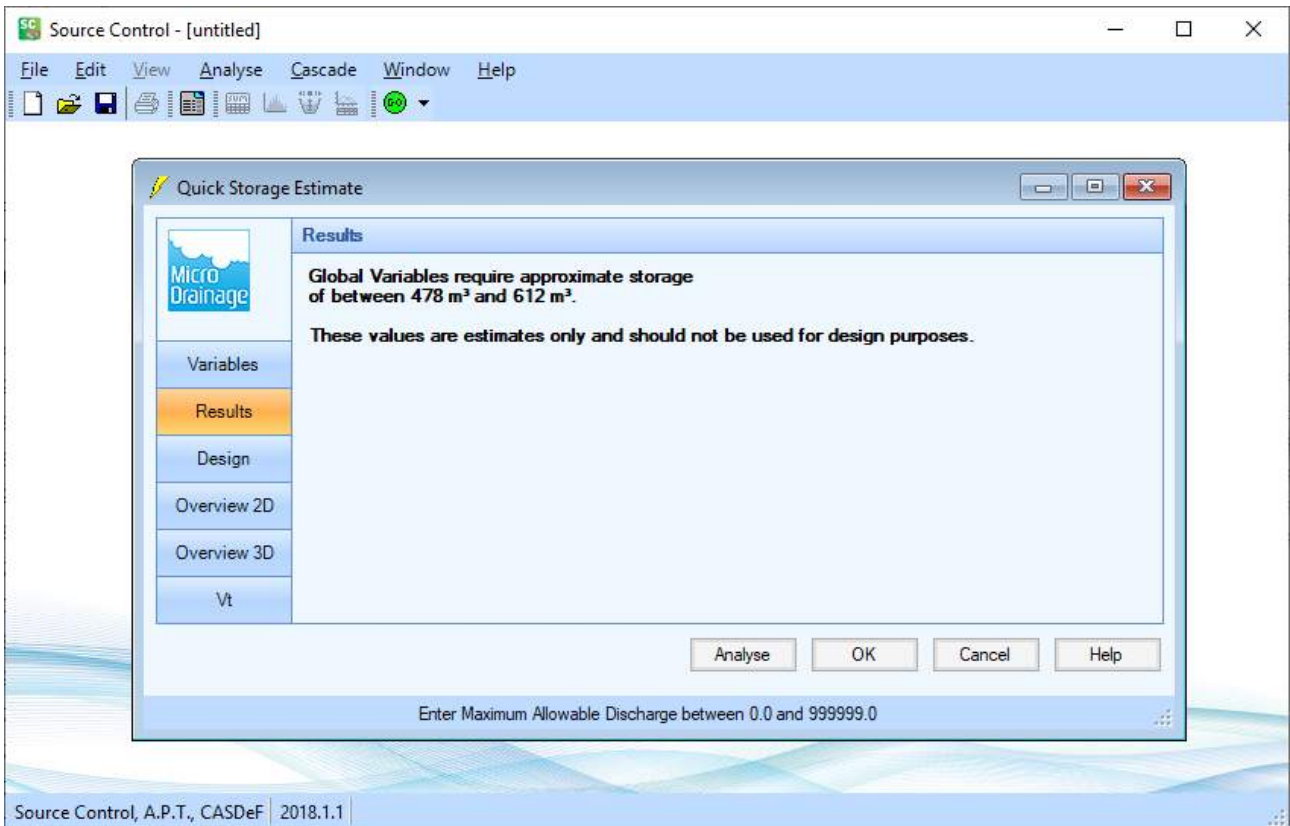 Source Control - [untitled]
File Edit View Analyse Cascade Window Help
GO
Quick Storage Estimate
Micro
Drainage
Results
Global Variables require approximate storage
of between 478 m³ and 612 m³.
These values are estimates only and should not be used for design purposes.
Variables
Results
Design
Overview 2D
Overview 3D
Vt
Analyse OK Cancel Help
Enter Maximum Allowable Discharge between 0.0 and 999999.0
Source Control, A.P.T., CASDeF 2018.1.1